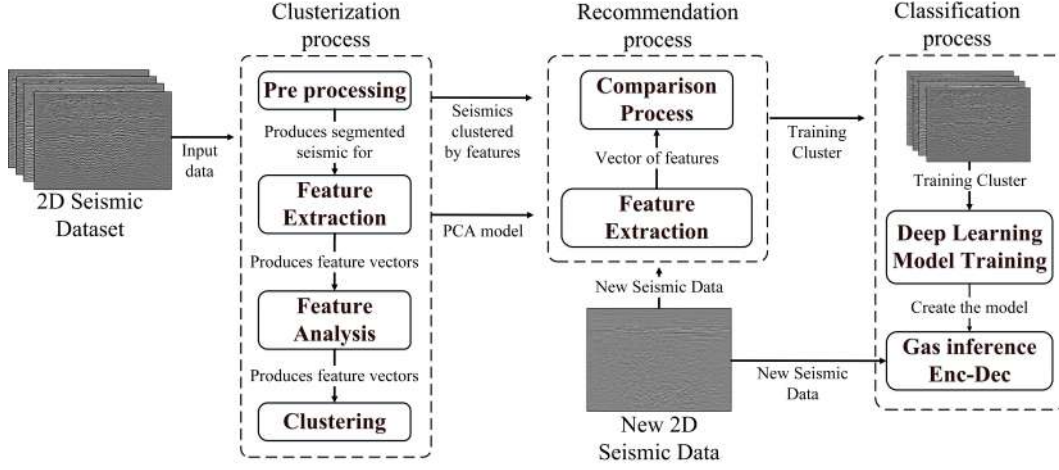 Clusterization
process
Recommendation
process
Classification
process
2D Seismic
Dataset
Input
data
Pre processing
Produces segmented
seismic for
Feature
Extraction
Produces feature vectors
Feature
Analysis
Produces feature vectors
Clustering
Seismics
clustered
by features
PCA model
Comparison
Process
Vector of features
Feature
Extraction
New Seismic Data
New 2D
Seismic Data
Training
Cluster
New Seismic
Data
Training Cluster
Deep Learning
Model Training
Create the model
Gas inference
Enc-Dec